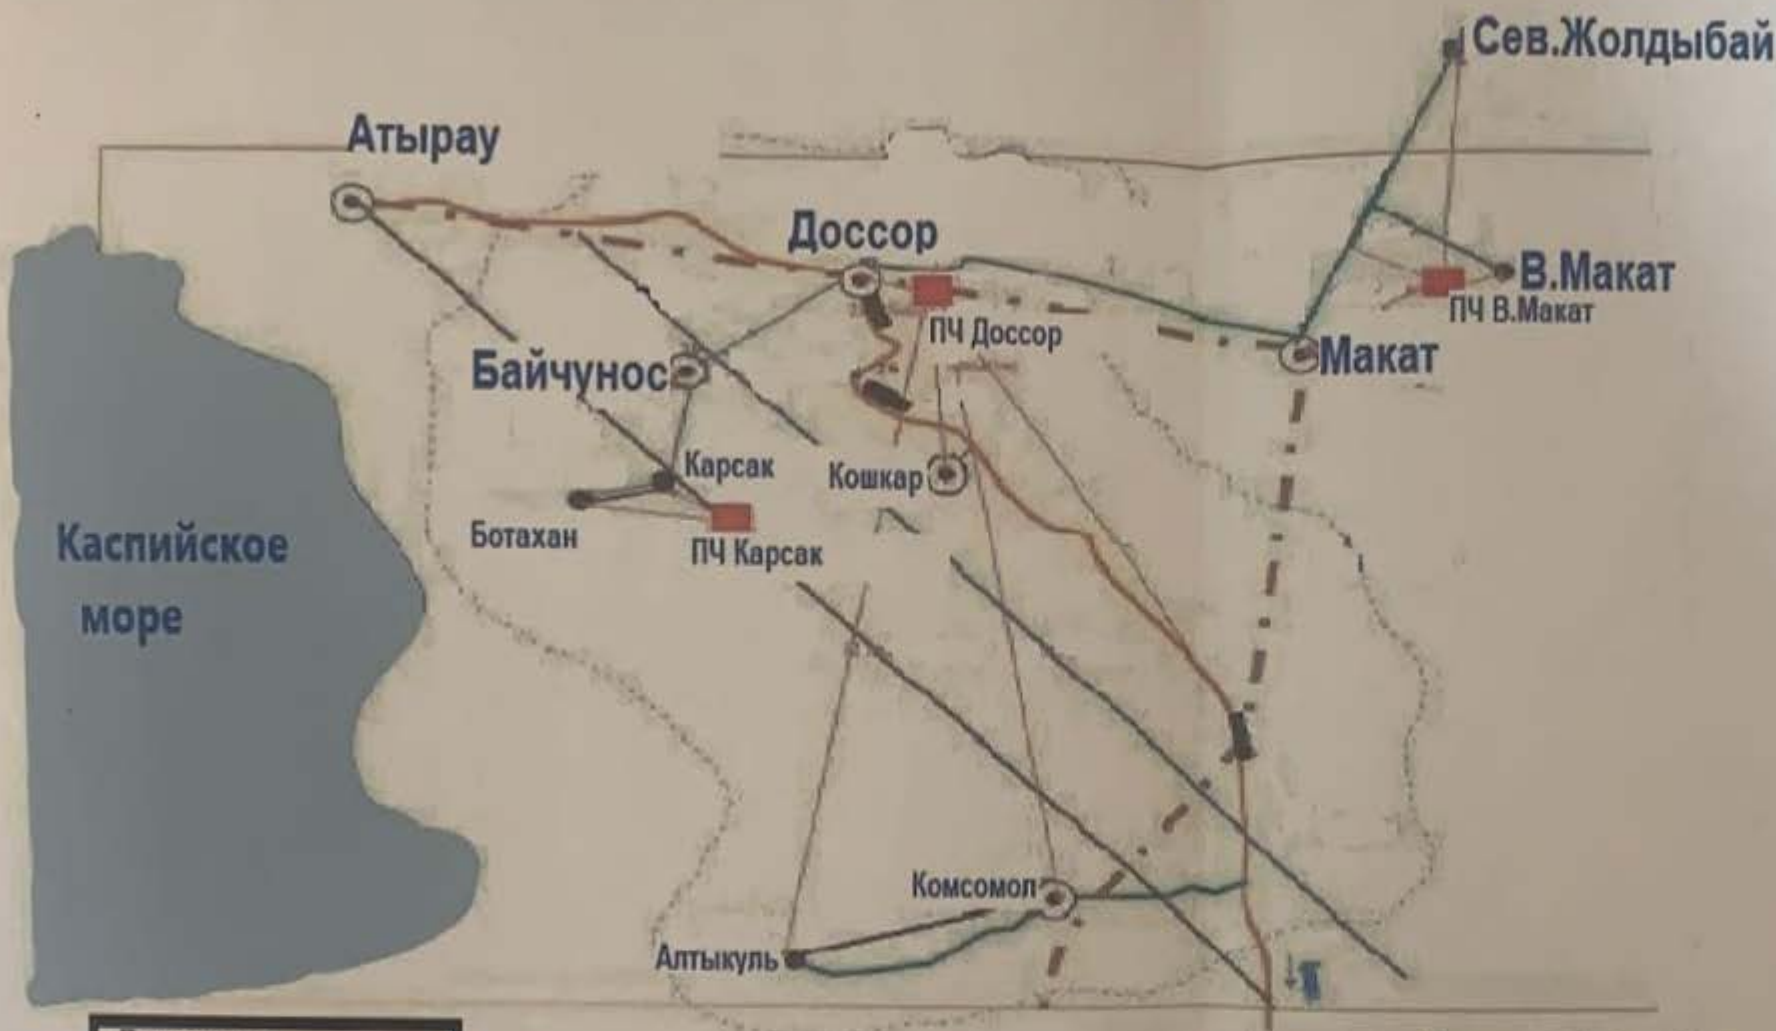 Сев.Жолдыбай
Атырау
Доссор
В.Макат
ПЧ В.Макат
ПЧ Доссор
Макат
Байчунос
Карсак
Кошкар
Ботахан
ПЧ Карсак
Каспийское
море
Комсомол
Алтыкуль